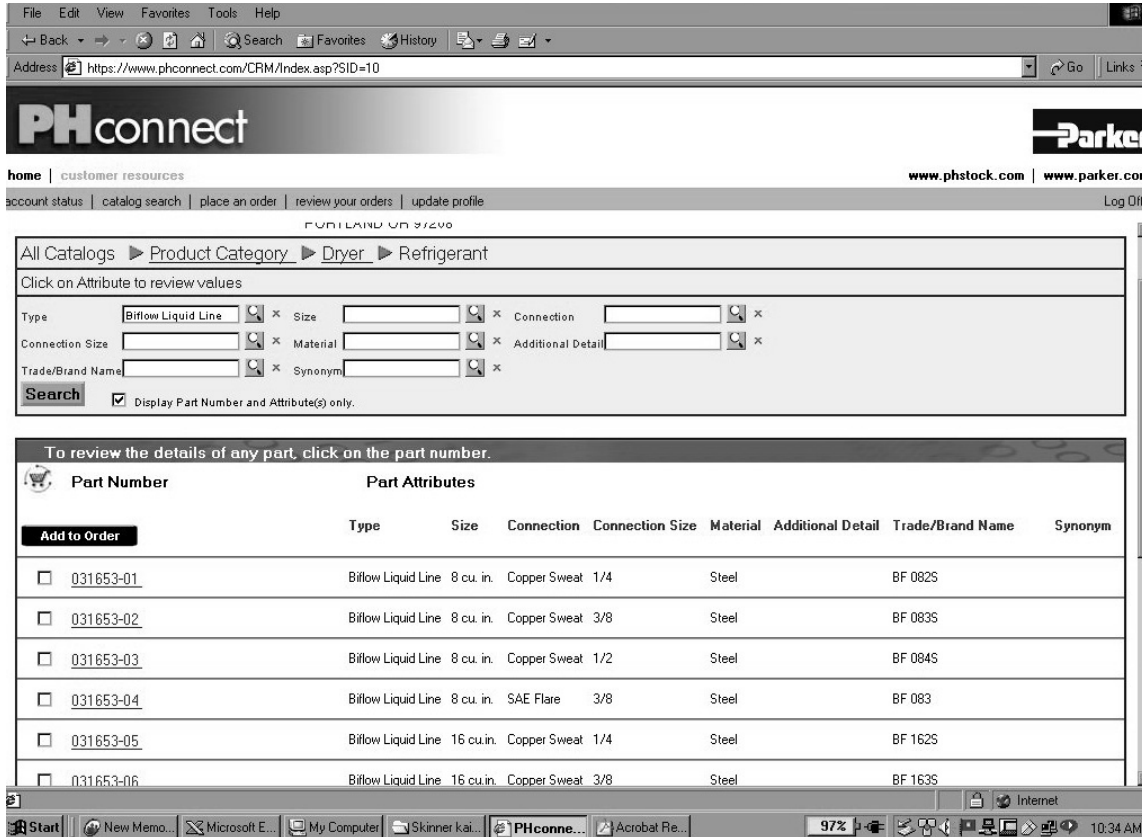 File Edit View Favorites Tools Help
Back Search Favorites History
Address https://www.phconnect.com/CRM/Index.asp?SID=10 Go Links
PHconnect
Parker
home | customer resources www.phstock.com | www.parker.com
account status | catalog search | place an order | review your orders | update profile Log Off
PORTLAND OR 97208
All Catalogs Product Category Dryer Refrigerant
Click on Attribute to review values
Type Biflow Liquid Line × Size × Connection ×
Connection Size × Material × Additional Detail ×
Trade/Brand Name × Synonym ×
Search Display Part Number and Attribute(s) only.
To review the details of any part, click on the part number.
Part Number Part Attributes
Add to Order Type Size Connection Connection Size Material Additional Detail Trade/Brand Name Synonym
031653-01 Biflow Liquid Line 8 cu. in. Copper Sweat 1/4 Steel BF 082S
031653-02 Biflow Liquid Line 8 cu. in. Copper Sweat 3/8 Steel BF 083S
031653-03 Biflow Liquid Line 8 cu. in. Copper Sweat 1/2 Steel BF 084S
031653-04 Biflow Liquid Line 8 cu. in. SAE Flare 3/8 Steel BF 083
031653-05 Biflow Liquid Line 16 cu.in. Copper Sweat 1/4 Steel BF 162S
031653-06 Biflow Liquid Line 16 cu.in. Copper Sweat 3/8 Steel BF 163S
Internet
Start New Memo... Microsoft E... My Computer Skinner kai... PHconne... Acrobat Re... 97% 10:34 AM